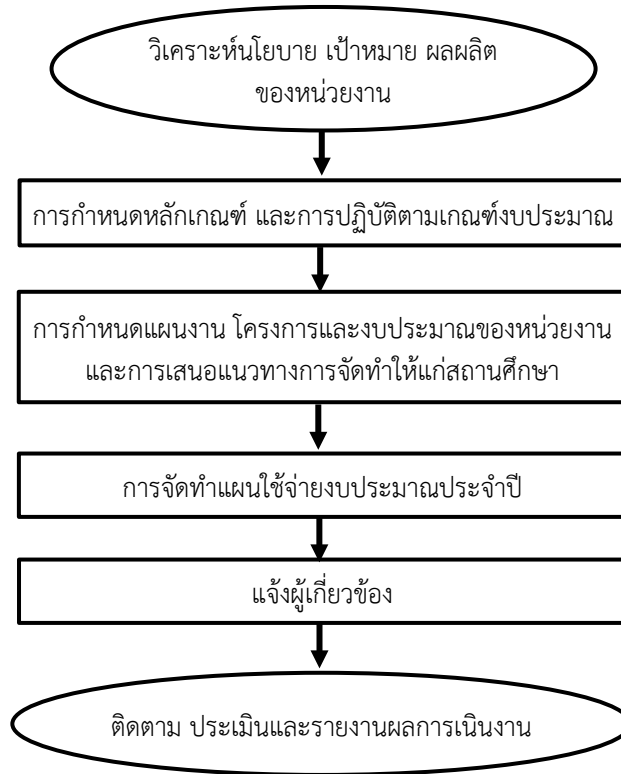 วิเคราะห์นโยบาย เป้าหมาย ผลผลิต
ของหน่วยงาน
การกำหนดหลักเกณฑ์ และการปฏิบัติตามเกณฑ์งบประมาณ
การกำหนดแผนงาน โครงการและงบประมาณของหน่วยงาน
และการเสนอแนวทางการจัดทำให้แก่สถานศึกษา
การจัดทำแผนใช้จ่ายงบประมาณประจำปี
แจ้งผู้เกี่ยวข้อง
ติดตาม ประเมินและรายงานผลการเนินงาน